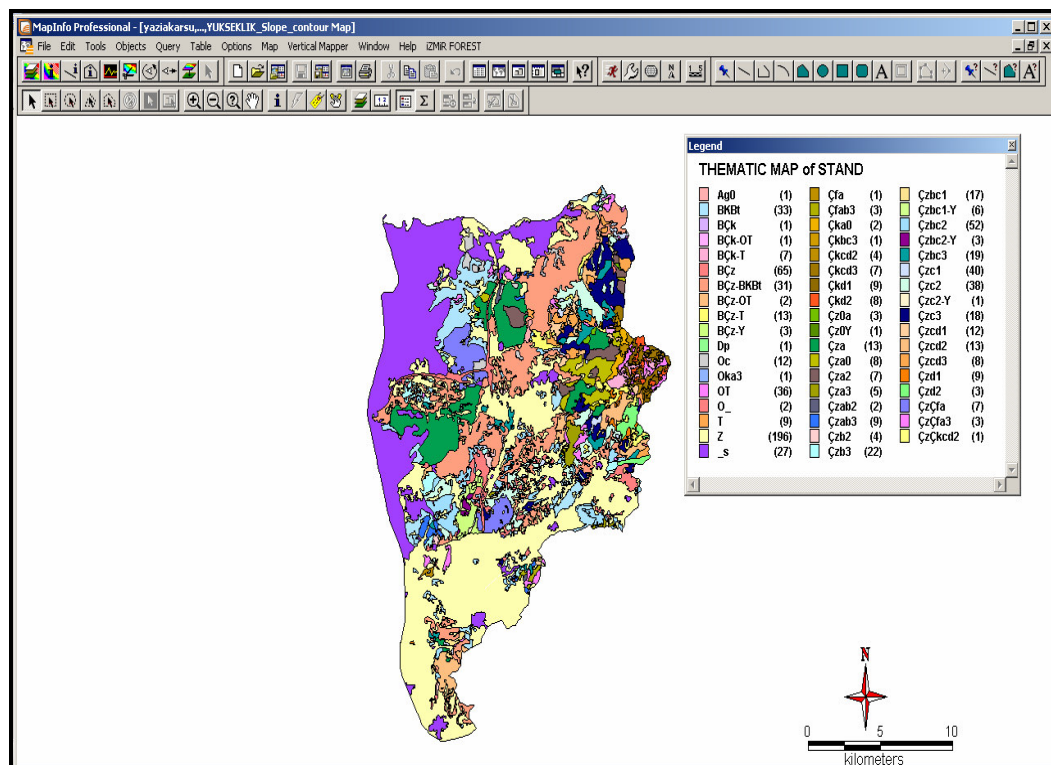 MapInfo Professional - [yaziakarsu,...,YUKSEKLIK_Slope_contour Map]
File Edit Tools Objects Query Table Options Map Vertical Mapper Window Help iZMiR FOREST
Legend
THEMATIC MAP of STAND
Ag0 (1)
BKBt (33)
BÇk (1)
BÇk-OT (1)
BÇk-T (7)
BÇz (65)
BÇz-BKBt (31)
BÇz-OT (2)
BÇz-T (13)
BÇz-Y (3)
Dp (1)
Oc (12)
Oka3 (1)
OT (36)
O_ (2)
T (9)
Z (196)
_s (27)
Çfa (1)
Çfab3 (3)
Çka0 (2)
Çkbc3 (1)
Çkcd2 (4)
Çkcd3 (7)
Çkd1 (9)
Çkd2 (8)
Çz0a (3)
Çz0Y (1)
Çza (13)
Çza0 (8)
Çza2 (7)
Çza3 (5)
Çzab2 (2)
Çzab3 (9)
Çzb2 (4)
Çzb3 (22)
Çzbc1 (17)
Çzbc1-Y (6)
Çzbc2 (52)
Çzbc2-Y (3)
Çzbc3 (19)
Çzc1 (40)
Çzc2 (38)
Çzc2-Y (1)
Çzc3 (18)
Çzcd1 (12)
Çzcd2 (13)
Çzcd3 (8)
Çzd1 (9)
Çzd2 (3)
ÇzÇfa (7)
ÇzÇfa3 (3)
ÇzÇkcd2 (1)
N
0 5 10
kilometers